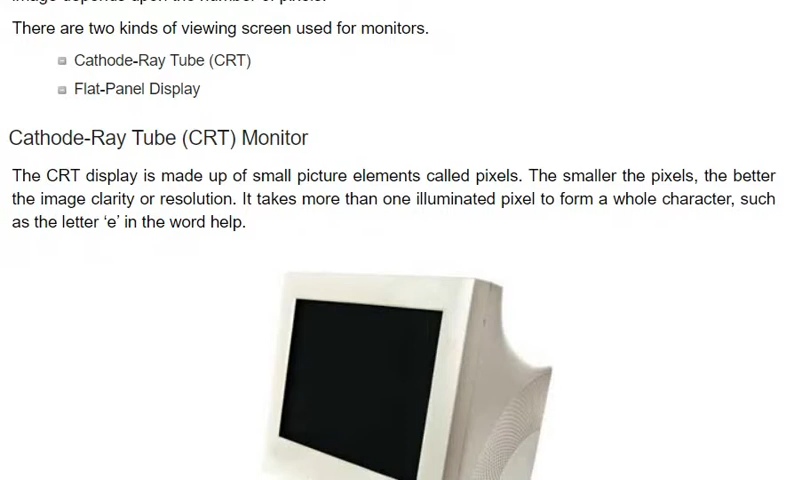 There are two kinds of viewing screen used for monitors.
Cathode-Ray Tube (CRT)
Flat-Panel Display
Cathode-Ray Tube (CRT) Monitor
The CRT display is made up of small picture elements called pixels. The smaller the pixels, the better
the image clarity or resolution. It takes more than one illuminated pixel to form a whole character, such
as the letter ‘e’ in the word help.